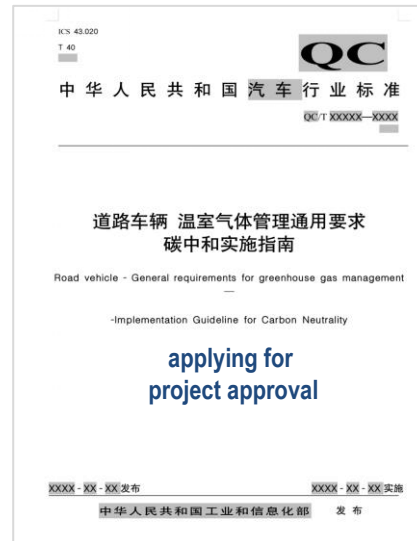 ICS 43.020
T 40
QC
中华人民共和国汽车行业标准
QC/T XXXXX—XXXX
道路车辆 温室气体管理通用要求
碳中和实施指南
Road vehicle - General requirements for greenhouse gas management
—
-Implementation Guideline for Carbon Neutrality
applying for
project approval
XXXX - XX - XX 发布 XXXX - XX - XX 实施
中华人民共和国工业和信息化部 发布